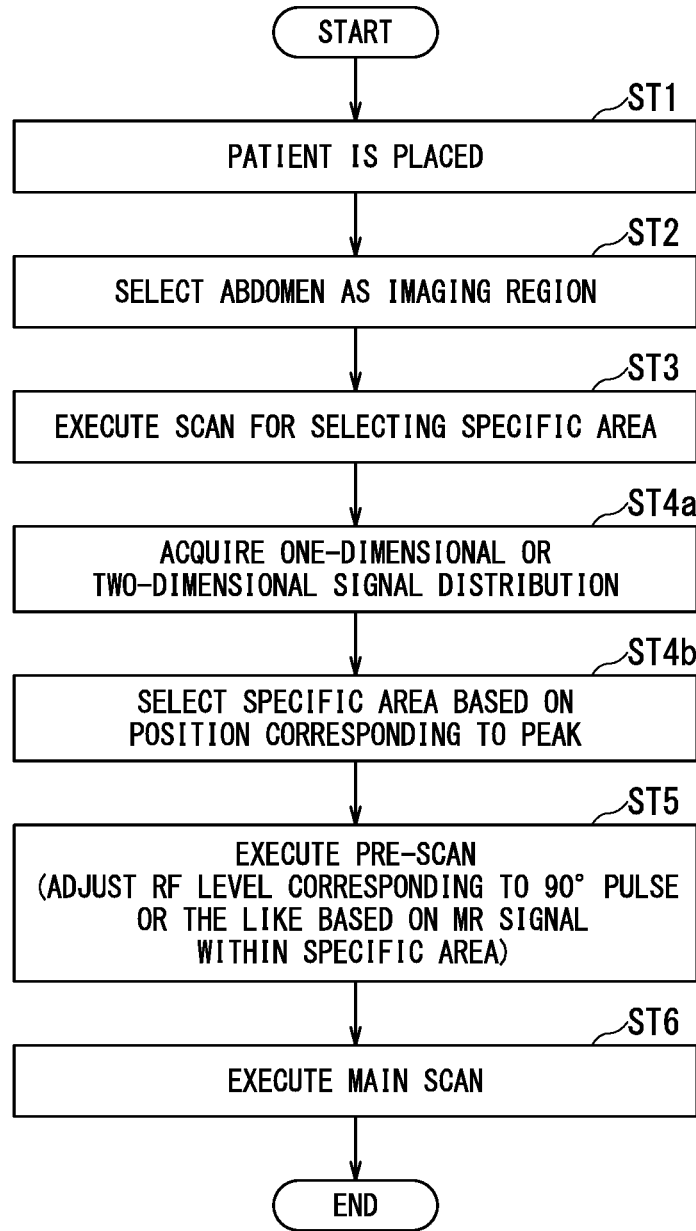 START
ST1
PATIENT IS PLACED
ST2
SELECT ABDOMEN AS IMAGING REGION
ST3
EXECUTE SCAN FOR SELECTING SPECIFIC AREA
ST4a
ACQUIRE ONE-DIMENSIONAL OR
TWO-DIMENSIONAL SIGNAL DISTRIBUTION
ST4b
SELECT SPECIFIC AREA BASED ON
POSITION CORRESPONDING TO PEAK
ST5
EXECUTE PRE-SCAN
(ADJUST RF LEVEL CORRESPONDING TO 90° PULSE
OR THE LIKE BASED ON MR SIGNAL
WITHIN SPECIFIC AREA)
ST6
EXECUTE MAIN SCAN
END